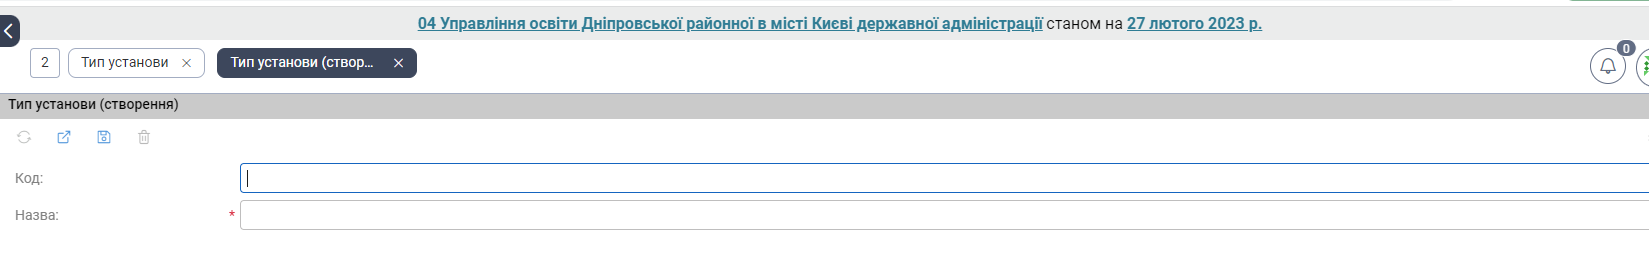 04 Управління освіти Дніпровської районної в місті Києві державної адміністрації станом на 27 лютого 2023 р.
2 Тип установи Тип установи (створ...
0
Тип установи (створення)
Код:
Назва: *